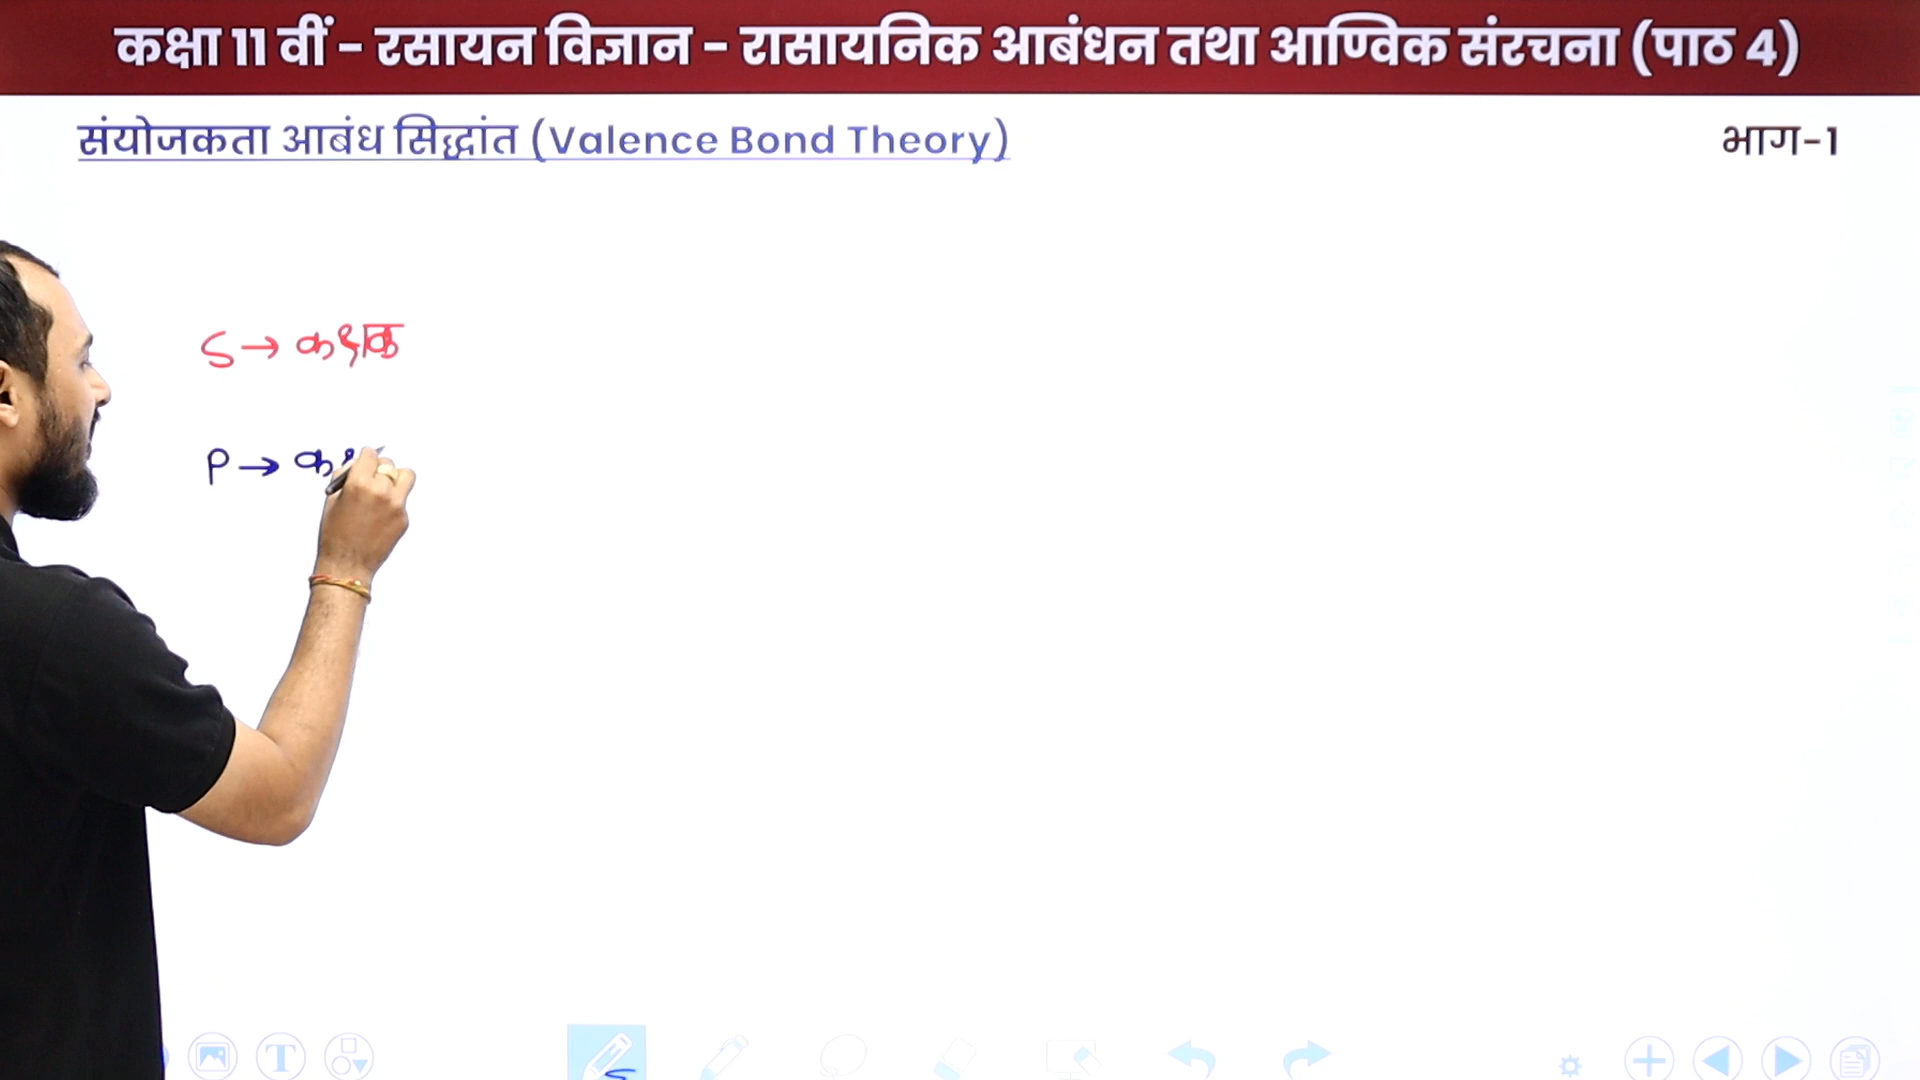 कक्षा 11 वीं - रसायन विज्ञान - रासायनिक आबंधन तथा आण्विक संरचना (पाठ 4)
संयोजकता आबंध सिद्धांत (Valence Bond Theory)
भाग-1
S → कक्षक
P → क